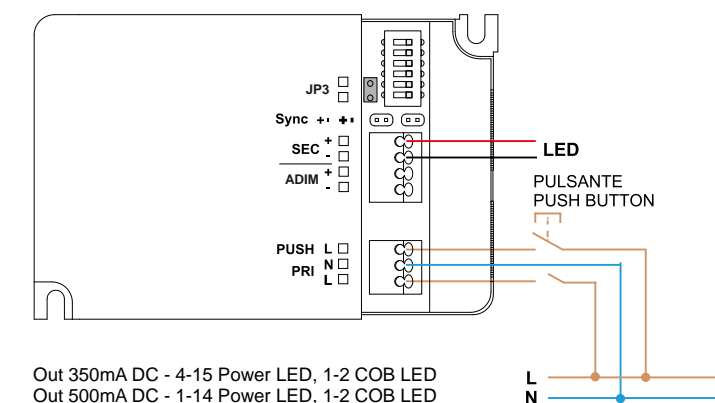 JP3
Sync + - + -
SEC + -
LED
ADIM + -
PULSANTE
PUSH BUTTON
PUSH L
PRI N
L
Out 350mA DC - 4-15 Power LED, 1-2 COB LED
Out 500mA DC - 1-14 Power LED, 1-2 COB LED
L
N